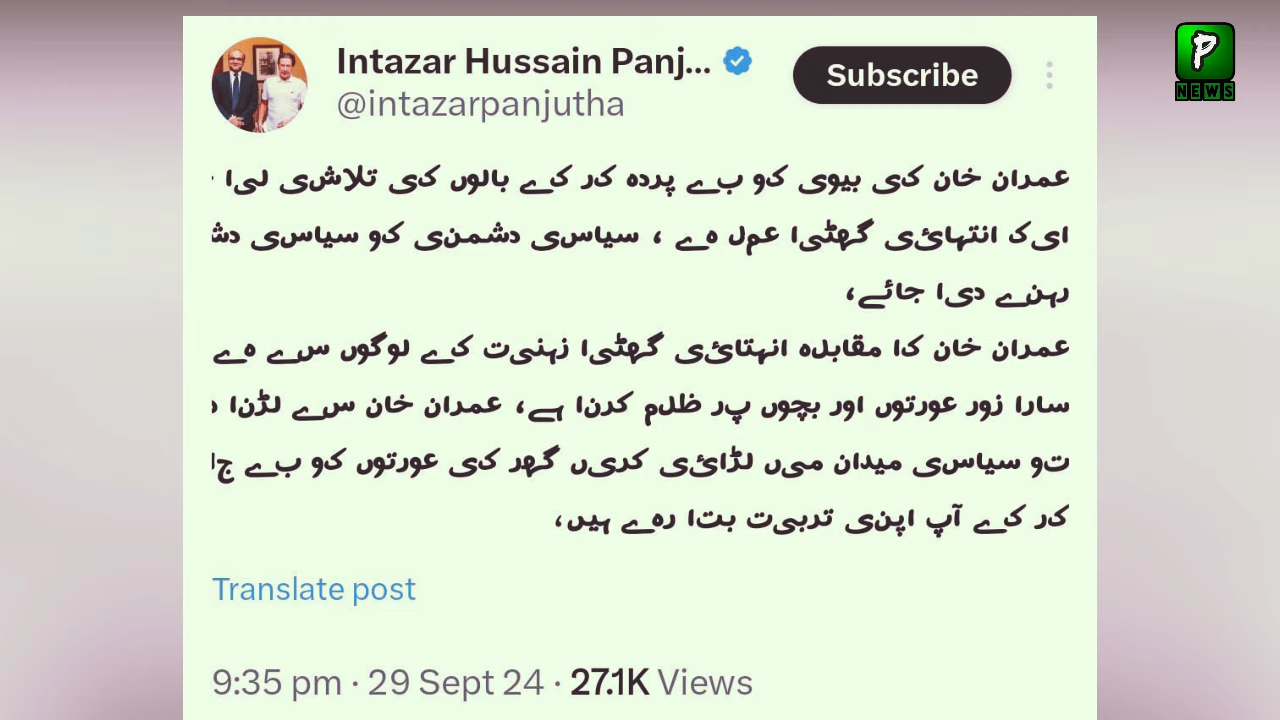 Intazar Hussain Panj...
@intazarpanjutha
Subscribe
P
NEWS
عمران خان کی بیوی کو بے پردہ کر کے بالوں کی تلاشی لیا
ایک انتہائی گھٹیا عمل ہے ، سیاسی دشمنی کو سیاسی
رہنے دیا جائے،
عمران خان کا مقابلہ انہتائی گھٹیا زہنیت کے لوگوں سے ہے
سارا زور عورتوں اور بچوں پر ظلم کرنا ہے، عمران خان سے لڑنا
تو سیاسی میدان میں لڑائی کریں گھر کی عورتوں کو بے
کر کے آپ اپنی تربیت بتا رہے ہیں،
Translate post
9:35 pm · 29 Sept 24 · 27.1K Views